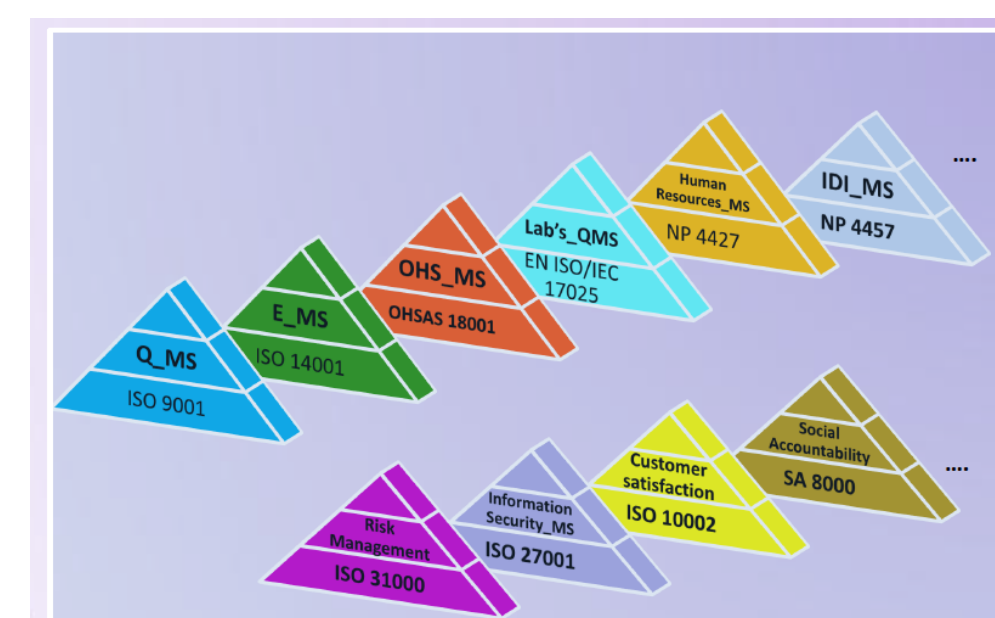 Q_MS
ISO 9001
E_MS
ISO 14001
OHS_MS
OHSAS 18001
Lab's_QMS
EN ISO/IEC
17025
Human
Resources_MS
NP 4427
IDI_MS
NP 4457
....
Risk
Management
ISO 31000
Information
Security_MS
ISO 27001
Customer
satisfaction
ISO 10002
Social
Accountability
SA 8000
....